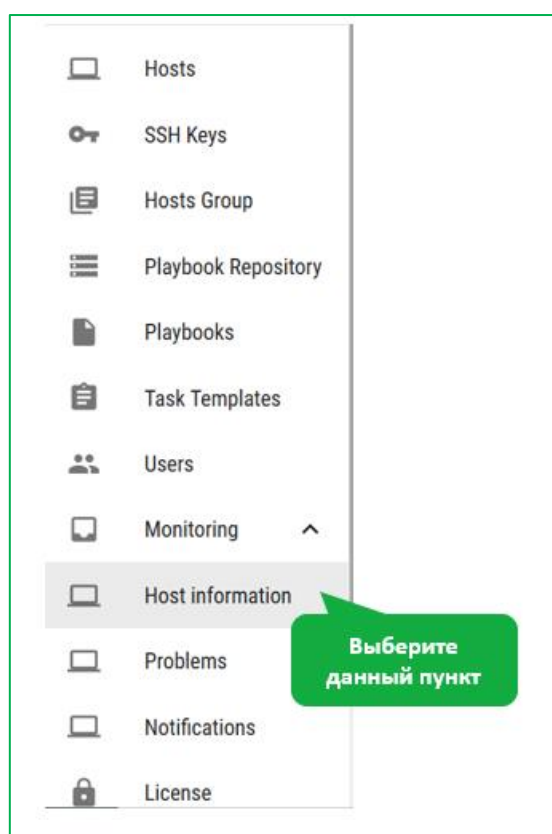 Hosts
SSH Keys
Hosts Group
Playbook Repository
Playbooks
Task Templates
Users
Monitoring
Host information
Выберите
данный пункт
Problems
Notifications
License